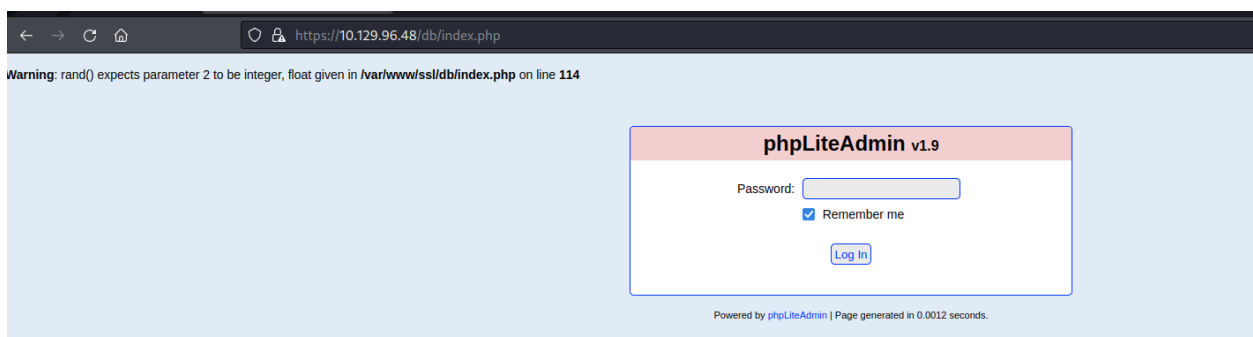 https://10.129.96.48/db/index.php
Warning: rand() expects parameter 2 to be integer, float given in /var/www/ssl/db/index.php on line 114
phpLiteAdmin v1.9
Password:
Remember me
Log In
Powered by phpLiteAdmin | Page generated in 0.0012 seconds.